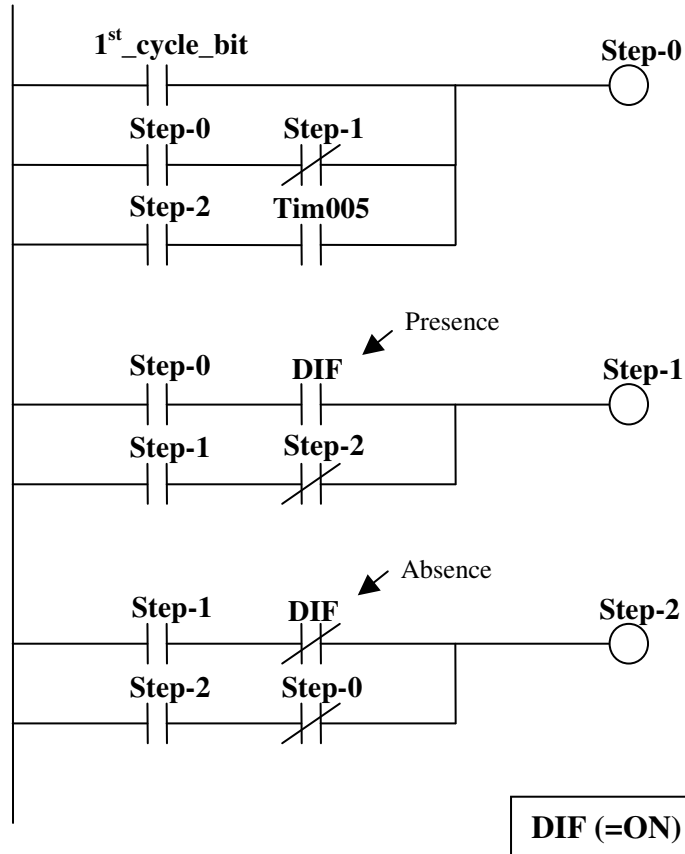 1st_cycle_bit
Step-0
Step-0 Step-1
Step-2 Tim005
Presence
Step-0 DIF Step-1
Step-1 Step-2
Absence
Step-1 DIF Step-2
Step-2 Step-0
DIF (=ON)